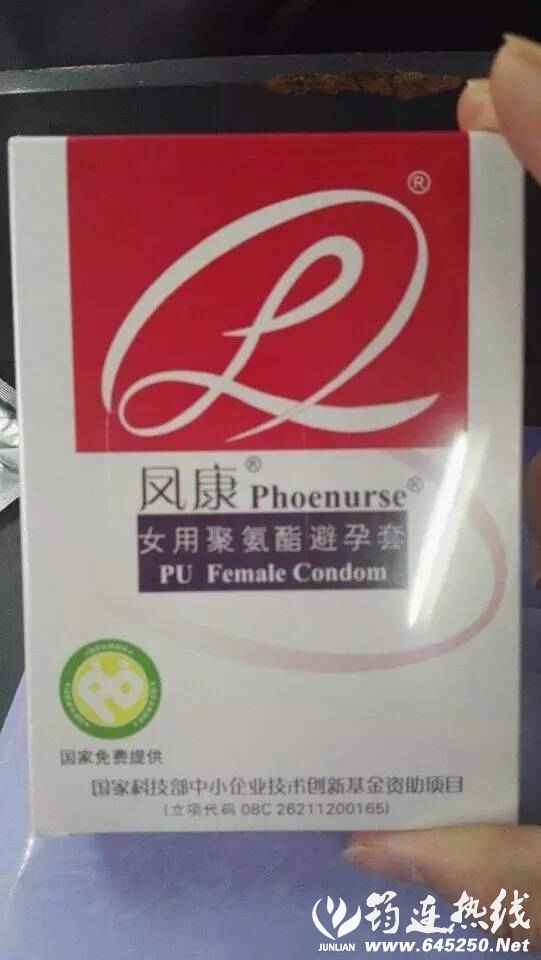 ®
凤康® Phoenurse®
女用聚氨酯避孕套
PU Female Condom
国家免费提供
国家科技部中小企业技术创新基金资助项目
(立项代码 08C 26211200165)
筠连热线
JUNLIAN
www.645250.Net